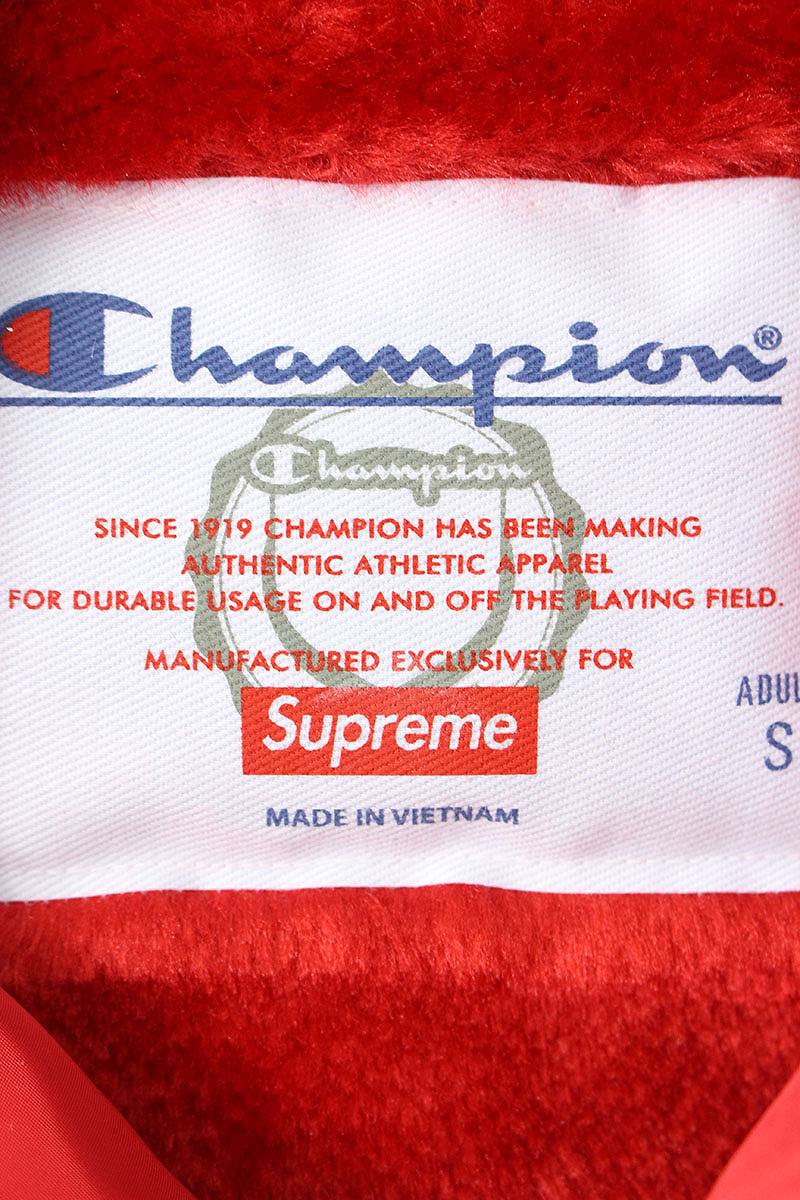 Champion®
Champion
SINCE 1919 CHAMPION HAS BEEN MAKING
AUTHENTIC ATHLETIC APPAREL
FOR DURABLE USAGE ON AND OFF THE PLAYING FIELD.
MANUFACTURED EXCLUSIVELY FOR
Supreme
ADUL
S
MADE IN VIETNAM